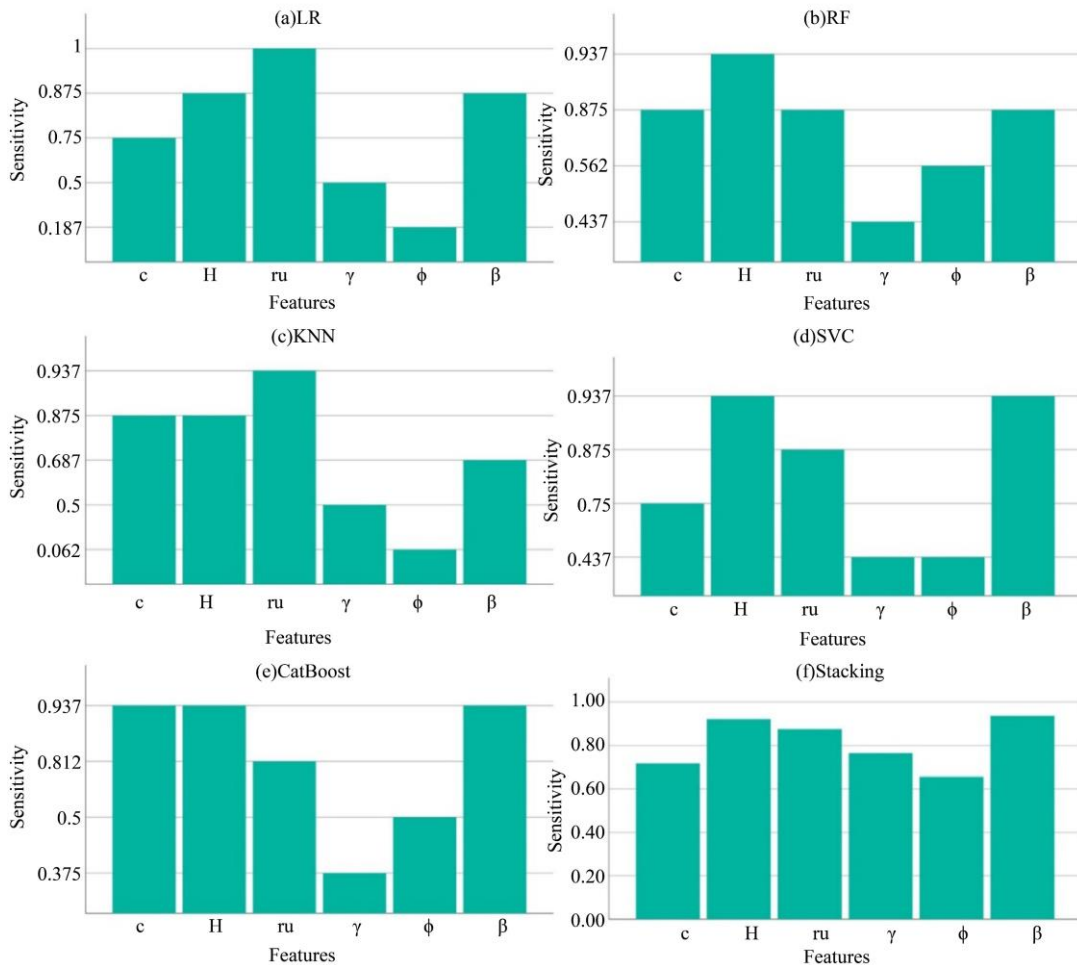 (a)LR
Sensitivity
1
0.875
0.75
0.5
0.187
c H ru γ ϕ β
Features
(b)RF
Sensitivity
0.937
0.875
0.562
0.437
c H ru γ ϕ β
Features
(c)KNN
Sensitivity
0.937
0.875
0.687
0.5
0.062
c H ru γ ϕ β
Features
(d)SVC
Sensitivity
0.937
0.875
0.75
0.437
c H ru γ ϕ β
Features
(e)CatBoost
Sensitivity
0.937
0.812
0.5
0.375
c H ru γ ϕ β
Features
(f)Stacking
Sensitivity
1.00
0.80
0.60
0.40
0.20
0.00
c H ru γ ϕ β
Features